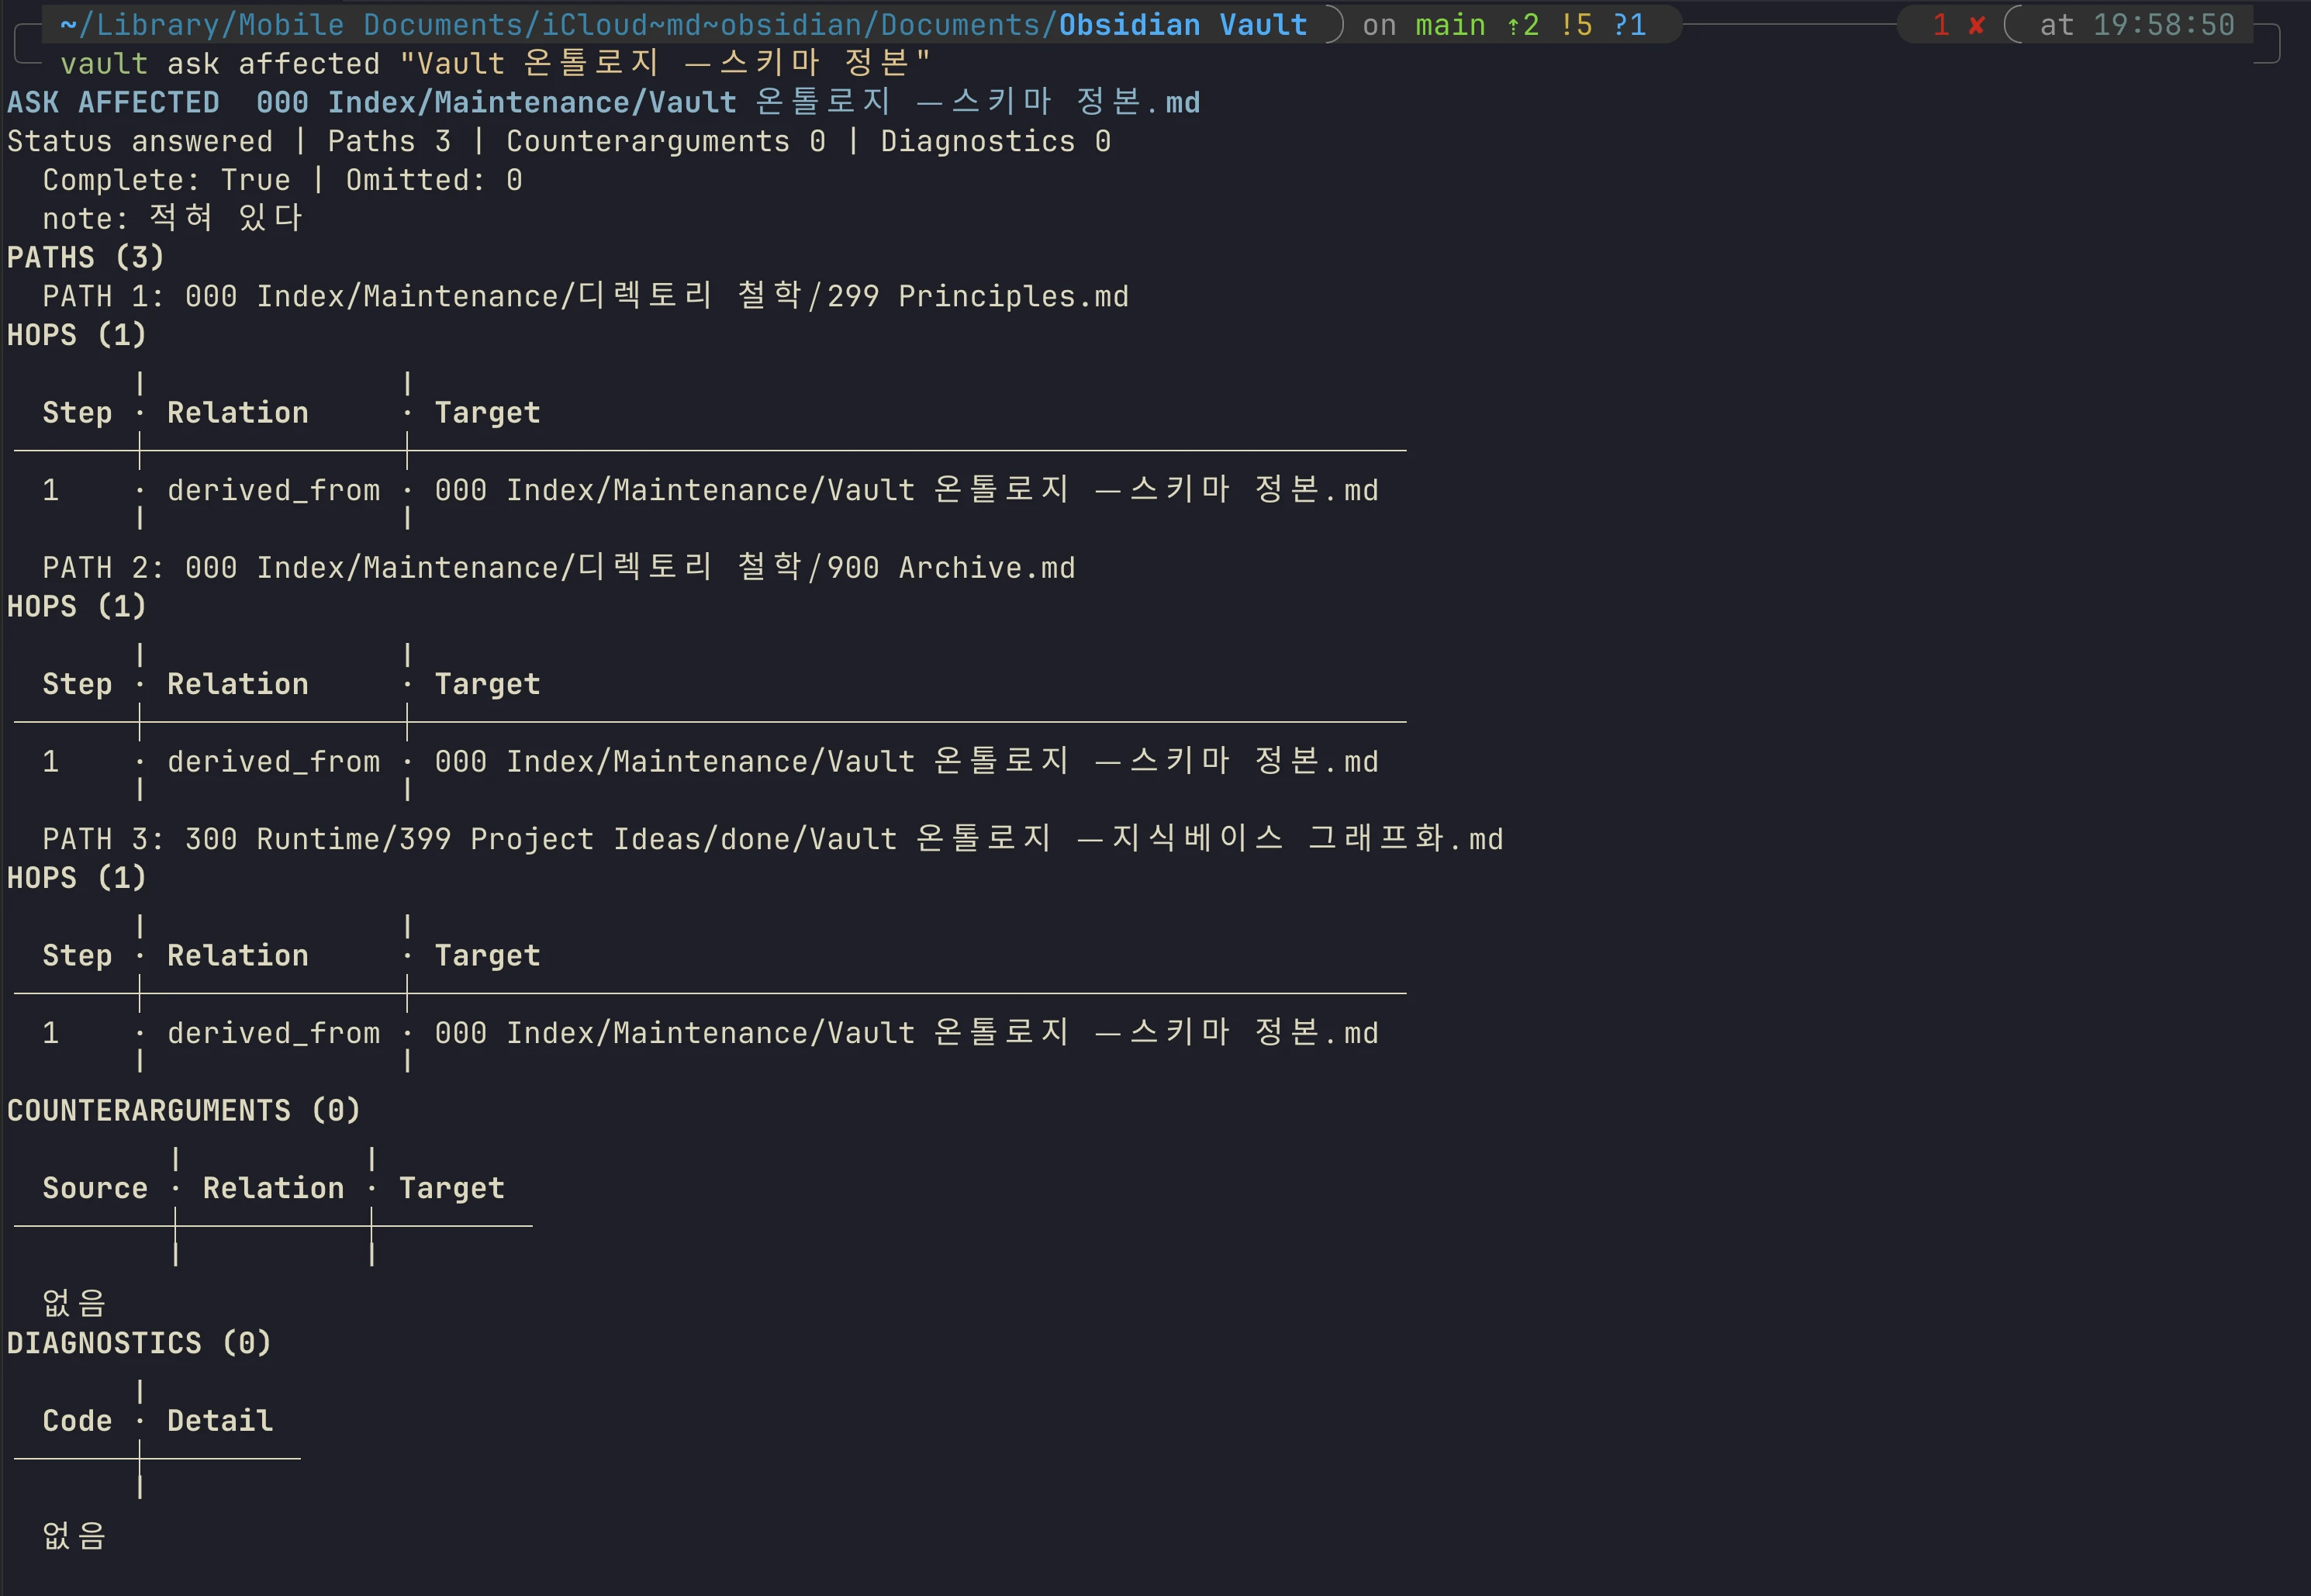 ~/Library/Mobile Documents/iCloud~md~obsidian/Documents/Obsidian Vault on main ⇡2 !5 ?1 1 ✘ at 19:58:50
vault ask affected "Vault 온톨로지 — 스키마 정본"
ASK AFFECTED  000 Index/Maintenance/Vault 온톨로지 — 스키마 정본.md
Status answered | Paths 3 | Counterarguments 0 | Diagnostics 0
Complete: True | Omitted: 0
note: 적혀 있다
PATHS (3)
PATH 1: 000 Index/Maintenance/디렉토리 철학/299 Principles.md
HOPS (1)
Step · Relation · Target
1 · derived_from · 000 Index/Maintenance/Vault 온톨로지 — 스키마 정본.md
PATH 2: 000 Index/Maintenance/디렉토리 철학/900 Archive.md
HOPS (1)
Step · Relation · Target
1 · derived_from · 000 Index/Maintenance/Vault 온톨로지 — 스키마 정본.md
PATH 3: 300 Runtime/399 Project Ideas/done/Vault 온톨로지 — 지식베이스 그래프화.md
HOPS (1)
Step · Relation · Target
1 · derived_from · 000 Index/Maintenance/Vault 온톨로지 — 스키마 정본.md
COUNTERARGUMENTS (0)
Source · Relation · Target
없음
DIAGNOSTICS (0)
Code · Detail
없음